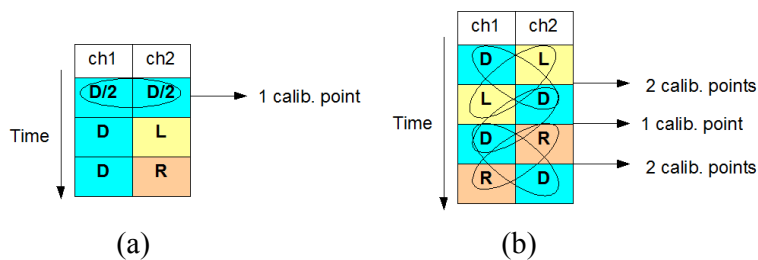 ch1 ch2
D/2 D/2
1 calib. point
Time
D L
D R
(a)
ch1 ch2
D L
2 calib. points
L D
Time
1 calib. point
D R
2 calib. points
R D
(b)